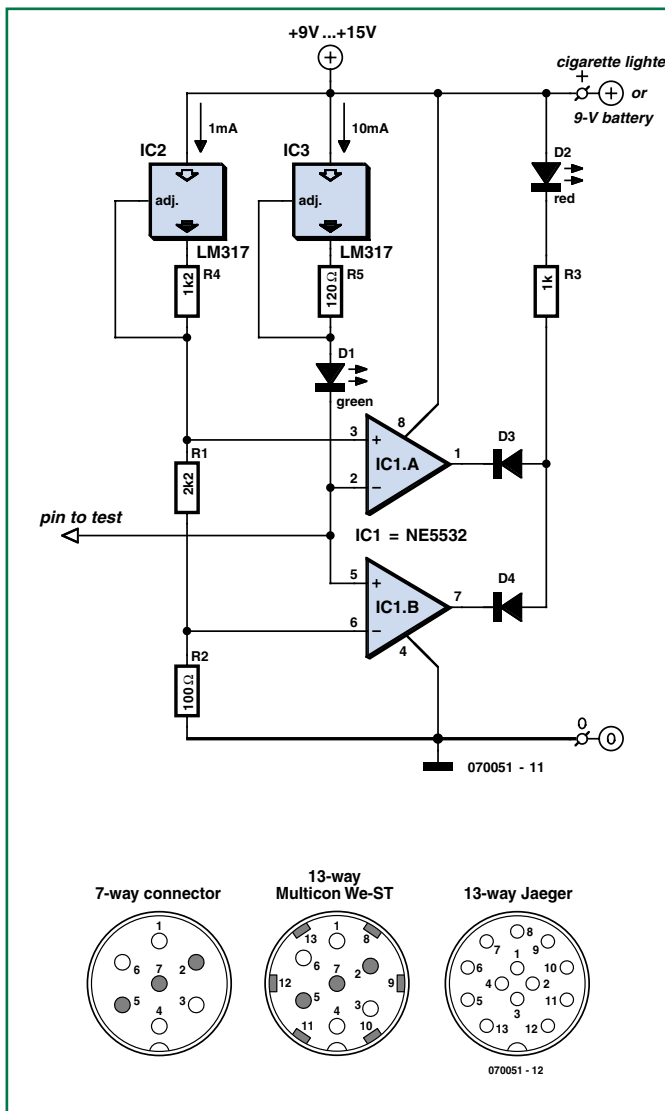 +9V ...+15V
+
cigarette lighte
+
+ or
9-V battery
1mA
10mA
IC2
IC3
D2
adj.
adj.
red
LM317
LM317
R4
1k2
R5
120Ω
R3
1k
D1
green
8
3
+
1
D3
R1
2k2
IC1.A
2
–
pin to test
IC1 = NE5532
5
+
7
D4
IC1.B
6
–
4
R2
100Ω
0
0
070051 - 11
7-way connector
13-way
Multicon We-ST
13-way Jaeger
1
6
7
2
5
3
4
13
1
8
6
2
12
7
9
5
3
11
4
10
8
7
9
1
6
10
4
2
5
11
3
13
12
070051 - 12